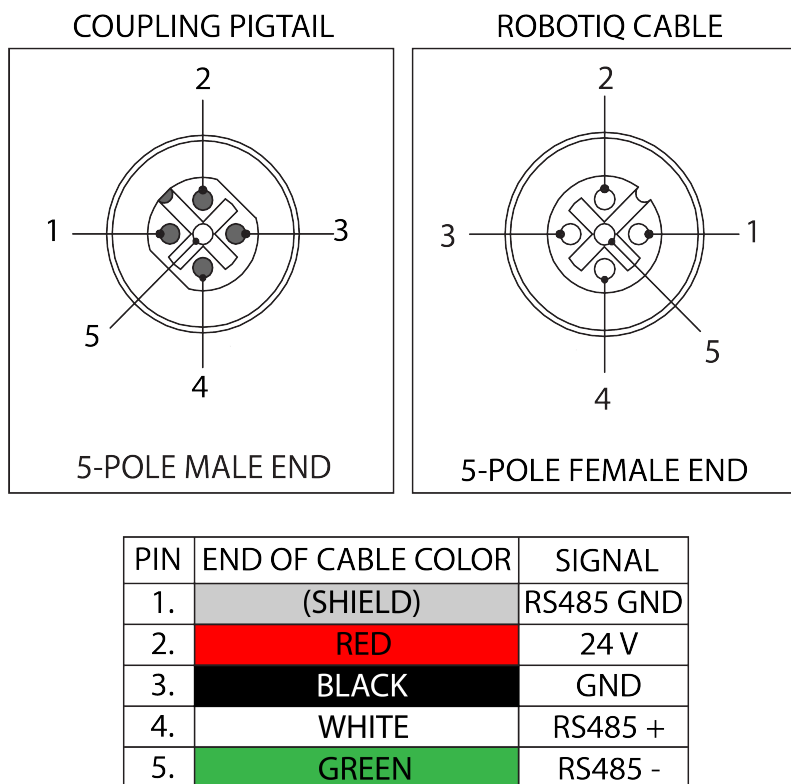 COUPLING PIGTAIL
2
1
3
5
4
5-POLE MALE END
ROBOTIQ CABLE
2
3
1
5
4
5-POLE FEMALE END
PIN END OF CABLE COLOR SIGNAL
1. (SHIELD) RS485 GND
2. RED 24 V
3. BLACK GND
4. WHITE RS485 +
5. GREEN RS485 -